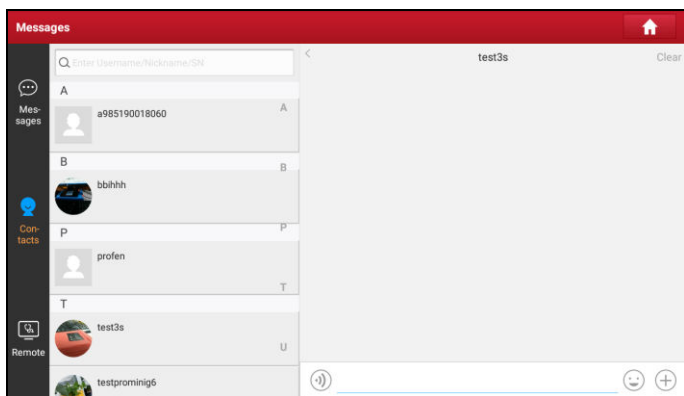 Messages
Enter Username/Nickname/SN
test3s
Clear
Mes-
sages
A
a985190018060
A
B
bbihhh
B
Con-
tacts
P
P
profen
T
T
test3s
U
Remote
testprominig6